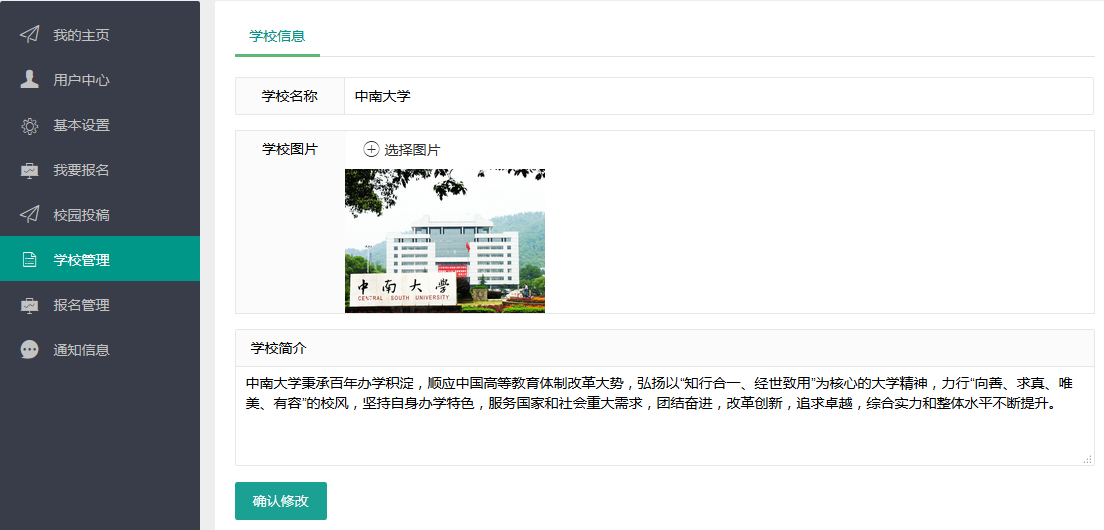 我的主页
用户中心
基本设置
我要报名
校园投稿
学校管理
报名管理
通知信息
学校信息
学校名称
中南大学
学校图片
选择图片
中南大学
CENTRAL SOUTH UNIVERSITY
学校简介
中南大学秉承百年办学积淀，顺应中国高等教育体制改革大势，弘扬以“知行合一、经世致用”为核心的大学精神，力行“向善、求真、唯
美、有容”的校风，坚持自身办学特色，服务国家和社会重大需求，团结奋进，改革创新，追求卓越，综合实力和整体水平不断提升。
确认修改